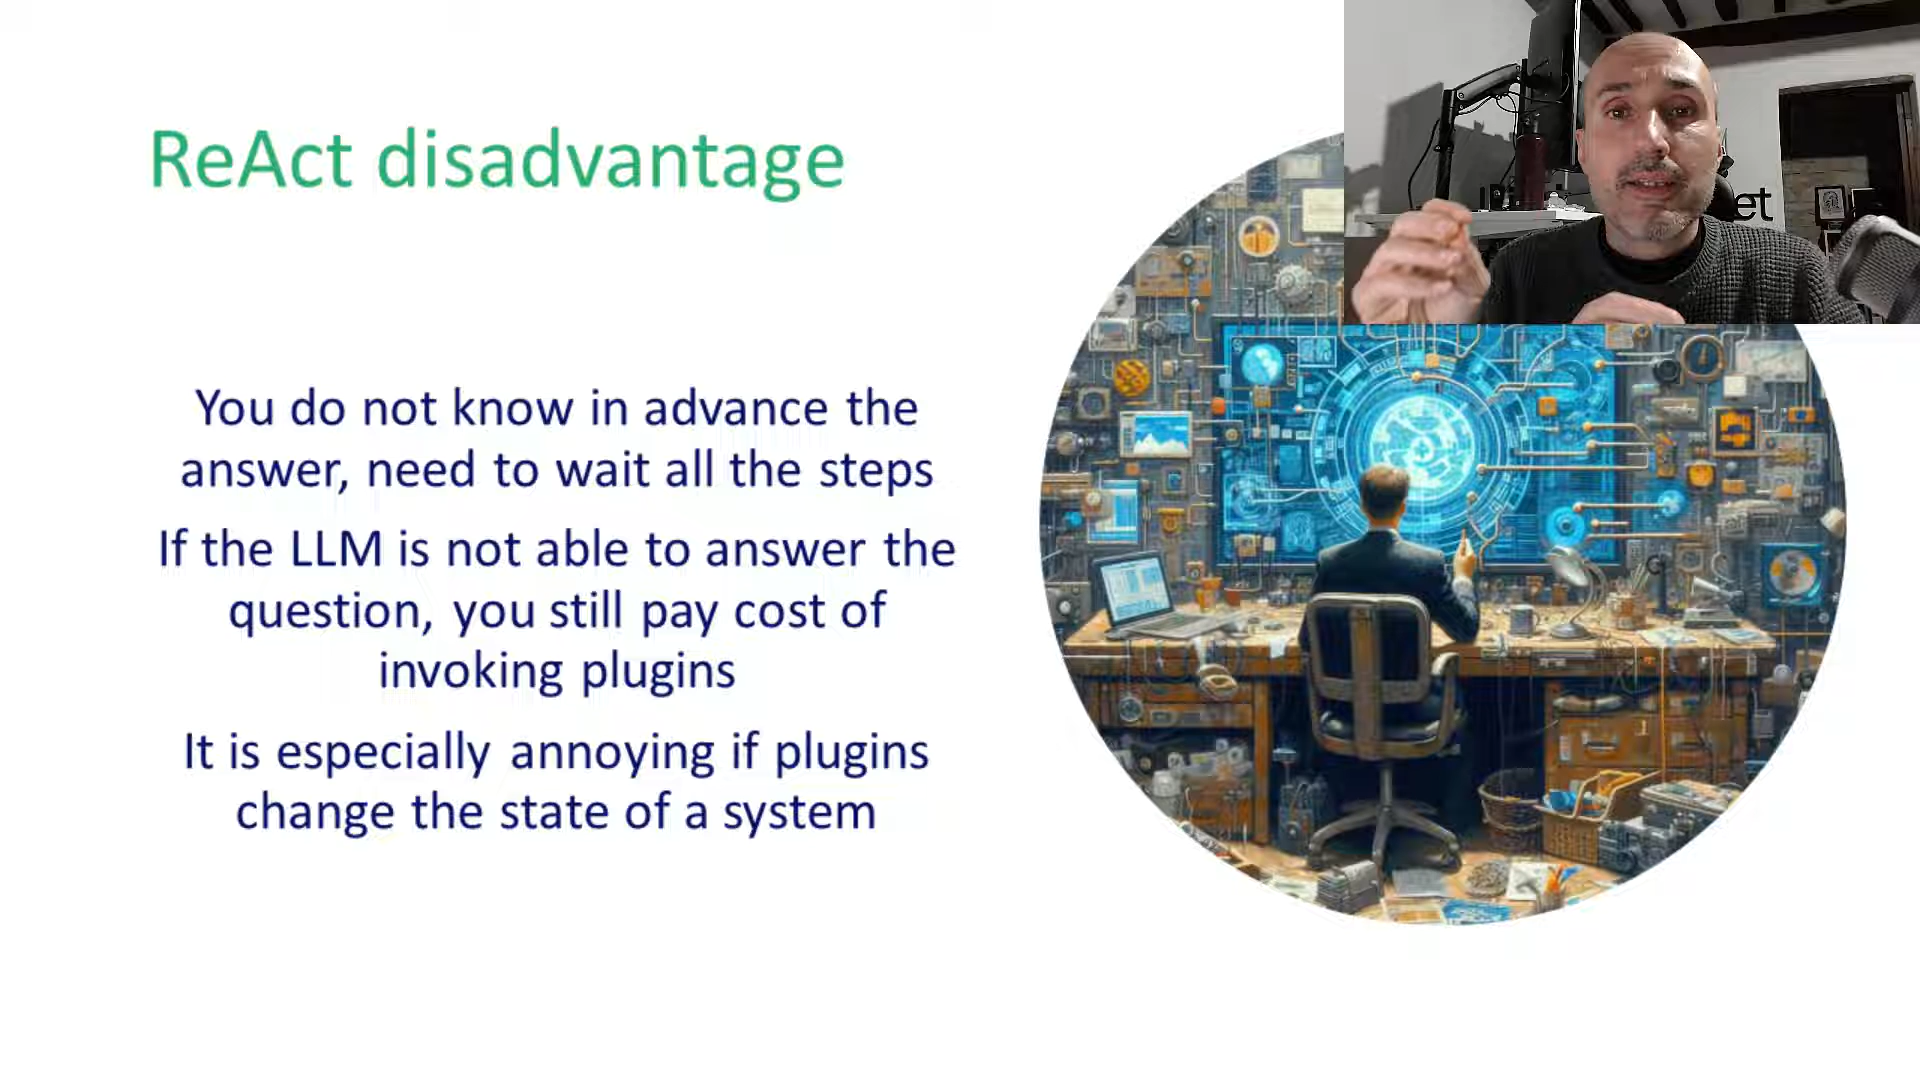 ReAct disadvantage
et
You do not know in advance the
answer, need to wait all the steps
If the LLM is not able to answer the
question, you still pay cost of
invoking plugins
It is especially annoying if plugins
change the state of a system